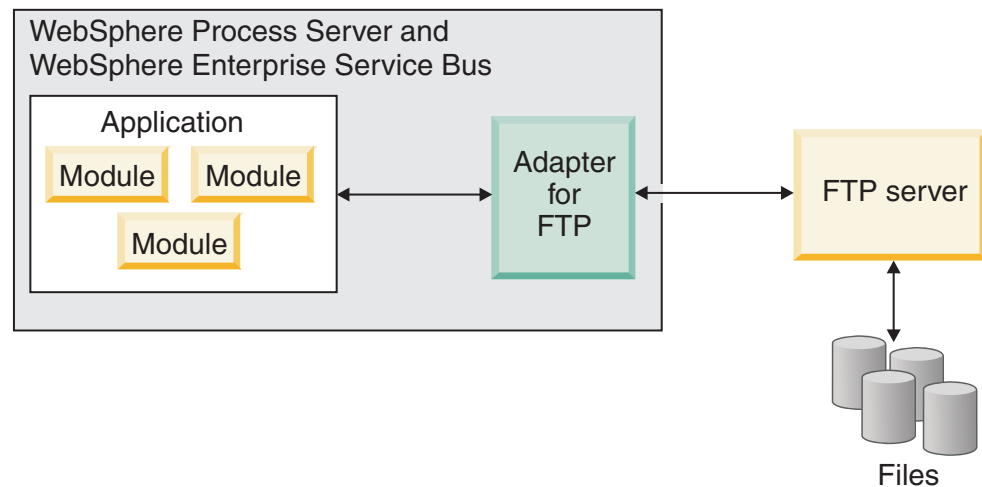 WebSphere Process Server and
WebSphere Enterprise Service Bus
Application
Module
Module
Module
Adapter
for
FTP
FTP server
Files